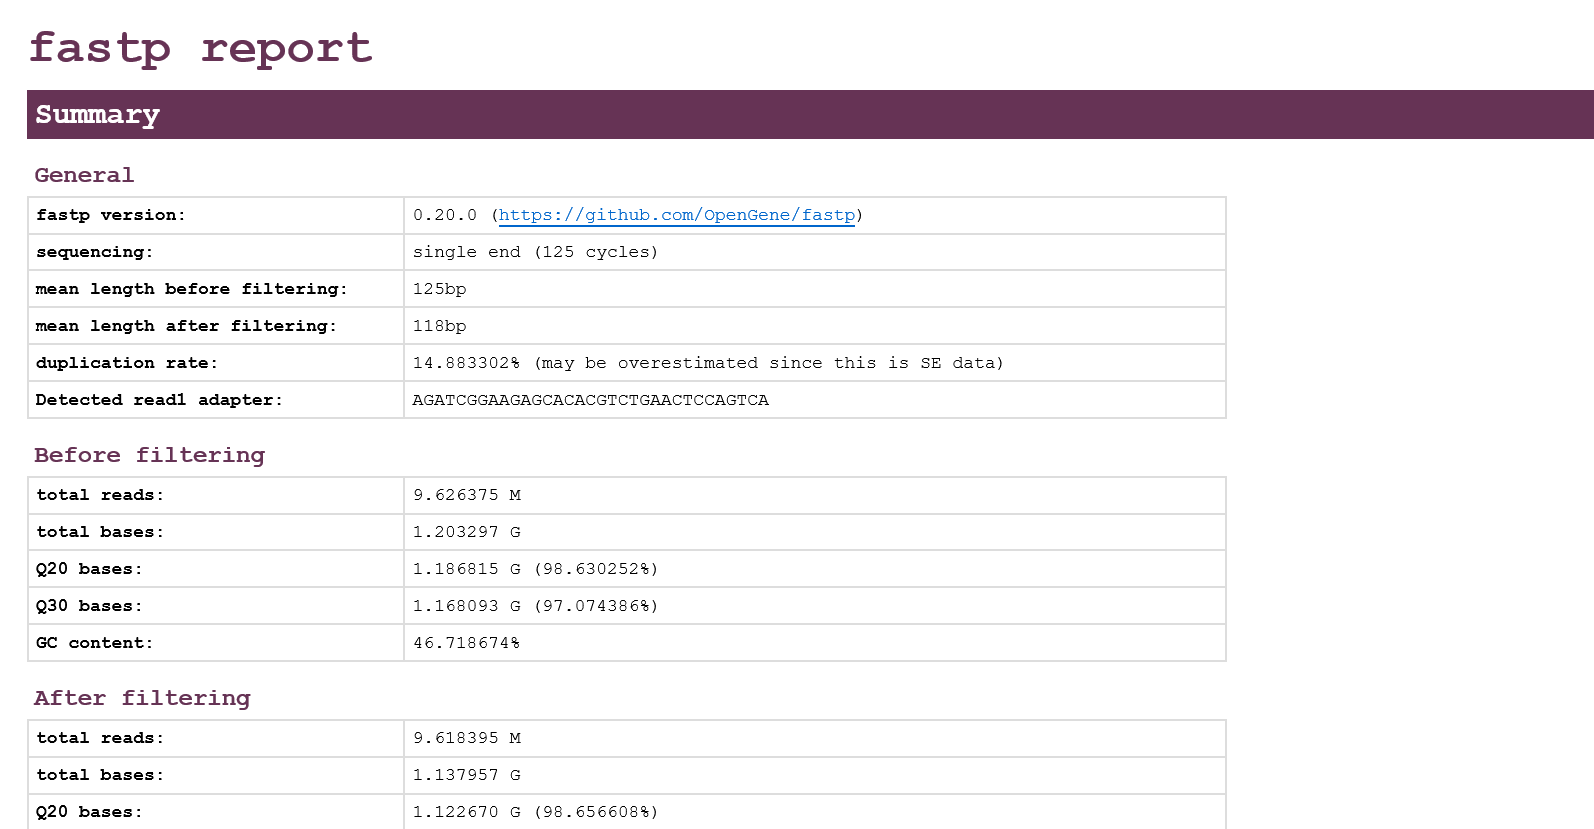 fastp report
Summary
General
fastp version: 0.20.0 (https://github.com/OpenGene/fastp)
sequencing: single end (125 cycles)
mean length before filtering: 125bp
mean length after filtering: 118bp
duplication rate: 14.883302% (may be overestimated since this is SE data)
Detected read1 adapter: AGATCGGAAGAGCACACGTCTGAACTCCAGTCA
Before filtering
total reads: 9.626375 M
total bases: 1.203297 G
Q20 bases: 1.186815 G (98.630252%)
Q30 bases: 1.168093 G (97.074386%)
GC content: 46.718674%
After filtering
total reads: 9.618395 M
total bases: 1.137957 G
Q20 bases: 1.122670 G (98.656608%)